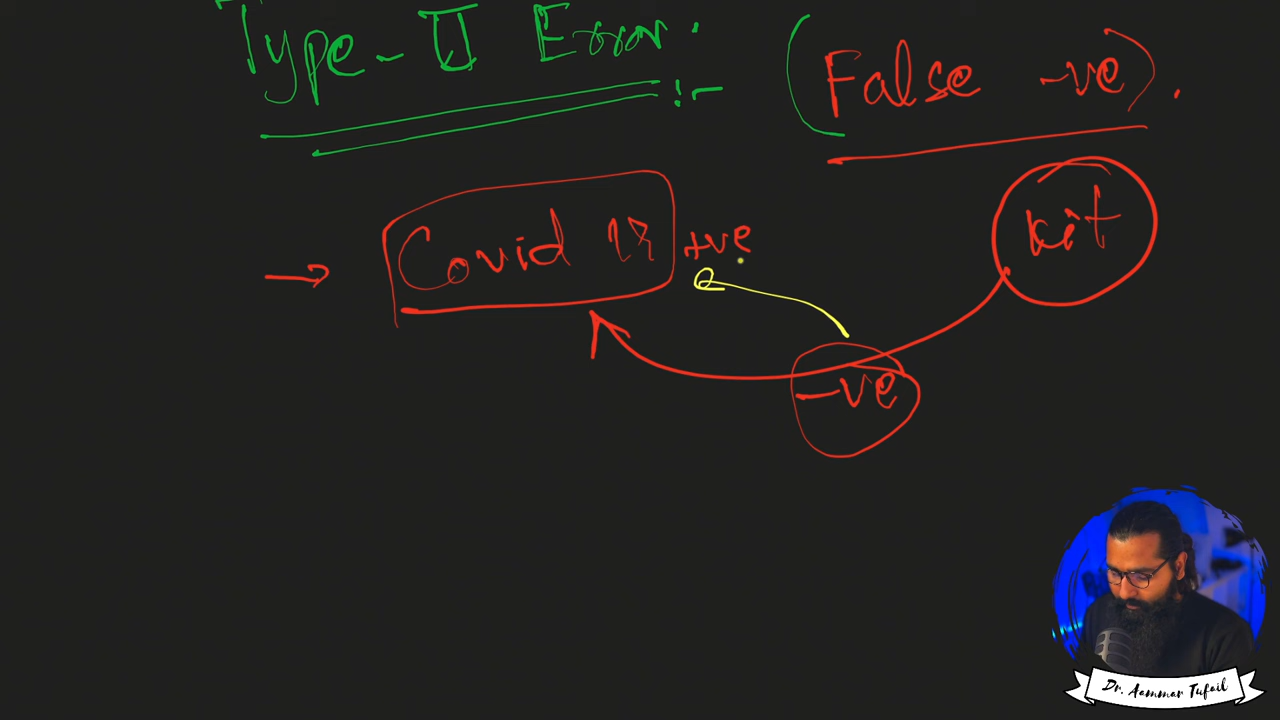 Type-II Error :-
(False -ve).
→ Covid 19 +ve
kit
-ve
Dr. Aammar Tufail